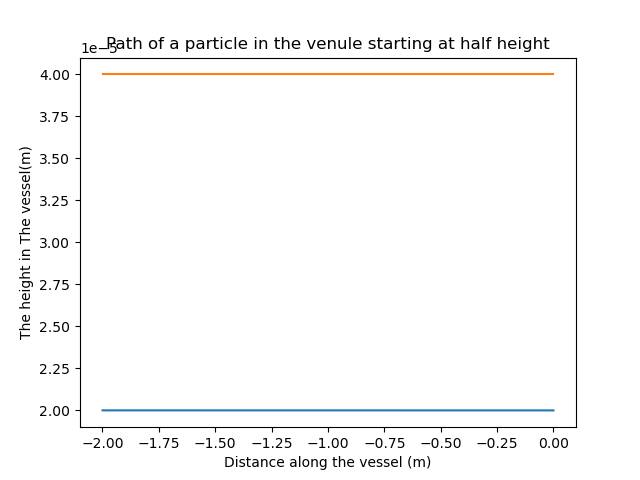 Path of a particle in the venule starting at half height
1e−5
4.00
3.75
3.50
3.25
3.00
2.75
2.50
2.25
2.00
The height in The vessel(m)
−2.00 −1.75 −1.50 −1.25 −1.00 −0.75 −0.50 −0.25 0.00
Distance along the vessel (m)